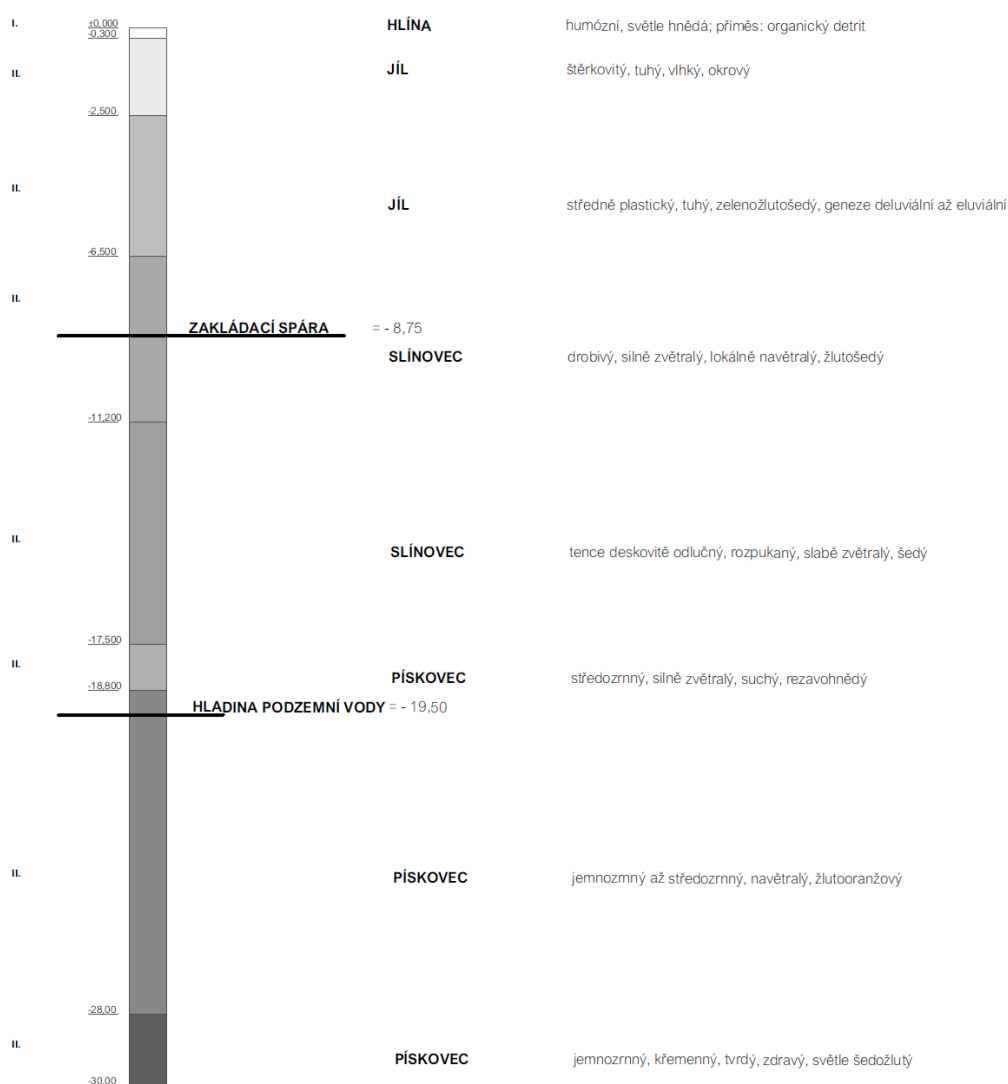 I. ±0,000 HLÍNA humózní, světle hnědá; příměs: organický detrit
-0,300
II. JÍL štěrkovitý, tuhý, vlhký, okrový
-2,500
II. JÍL středně plastický, tuhý, zelenožlutošedý, geneze deluviální až eluviální
-6,500
II.
ZAKLÁDACÍ SPÁRA = - 8,75
SLÍNOVEC drobivý, silně zvětralý, lokálně navětralý, žlutošedý
-11,200
II. SLÍNOVEC tence deskovitě odlučný, rozpukaný, slabě zvětralý, šedý
-17,500
II. PÍSKOVEC středozrnný, silně zvětralý, suchý, rezavohnědý
-18,800
HLADINA PODZEMNÍ VODY = - 19,50
II. PÍSKOVEC jemnozrnný až středozrnný, navětralý, žlutooranžový
-28,00
II. PÍSKOVEC jemnozrnný, křemenný, tvrdý, zdravý, světle šedožlutý
-30,00